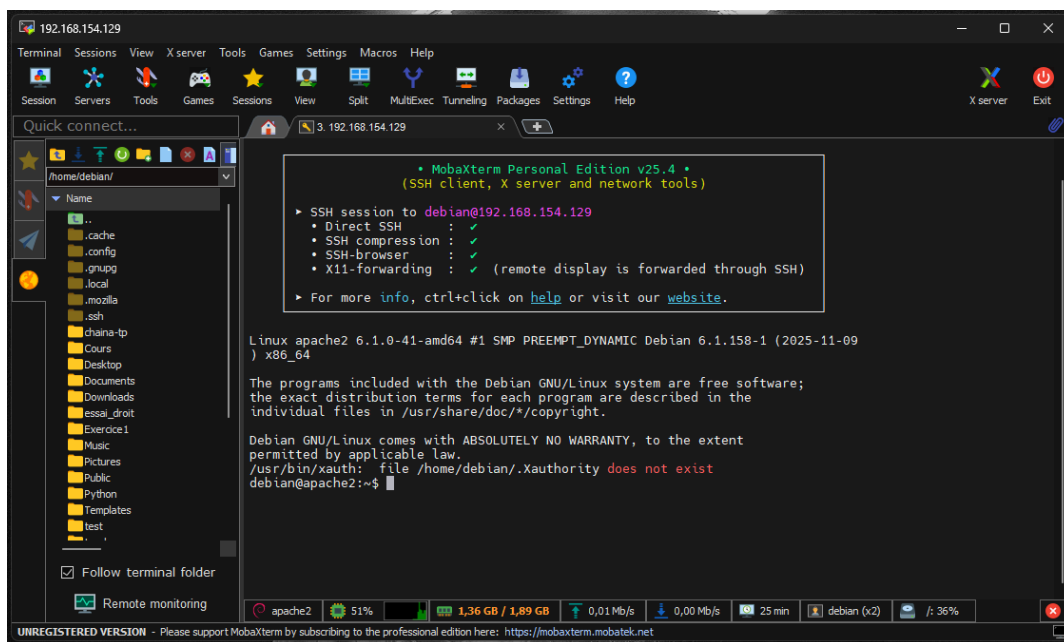 192.168.154.129
Terminal Sessions View X server Tools Games Settings Macros Help
Session Servers Tools Games Sessions View Split MultiExec Tunneling Packages Settings Help X server Exit
Quick connect...
3. 192.168.154.129
/home/debian/
Name
..
.cache
.config
.gnupg
.local
.mozilla
.ssh
chaina-tp
Cours
Desktop
Documents
Downloads
essai_droit
Exercice1
Music
Pictures
Public
Python
Templates
test
Follow terminal folder
Remote monitoring
• MobaXterm Personal Edition v25.4 •
(SSH client, X server and network tools)
► SSH session to debian@192.168.154.129
• Direct SSH : ✔
• SSH compression : ✔
• SSH-browser : ✔
• X11-forwarding : ✔ (remote display is forwarded through SSH)
► For more info, ctrl+click on help or visit our website.
Linux apache2 6.1.0-41-amd64 #1 SMP PREEMPT_DYNAMIC Debian 6.1.158-1 (2025-11-09
) x86_64
The programs included with the Debian GNU/Linux system are free software;
the exact distribution terms for each program are described in the
individual files in /usr/share/doc/*/copyright.
Debian GNU/Linux comes with ABSOLUTELY NO WARRANTY, to the extent
permitted by applicable law.
/usr/bin/xauth: file /home/debian/.Xauthority does not exist
debian@apache2:~$
apache2 51% 1,36 GB / 1,89 GB 0,01 Mb/s 0,00 Mb/s 25 min debian (x2) /: 36%
UNREGISTERED VERSION - Please support MobaXterm by subscribing to the professional edition here: https://mobaxterm.mobatek.net